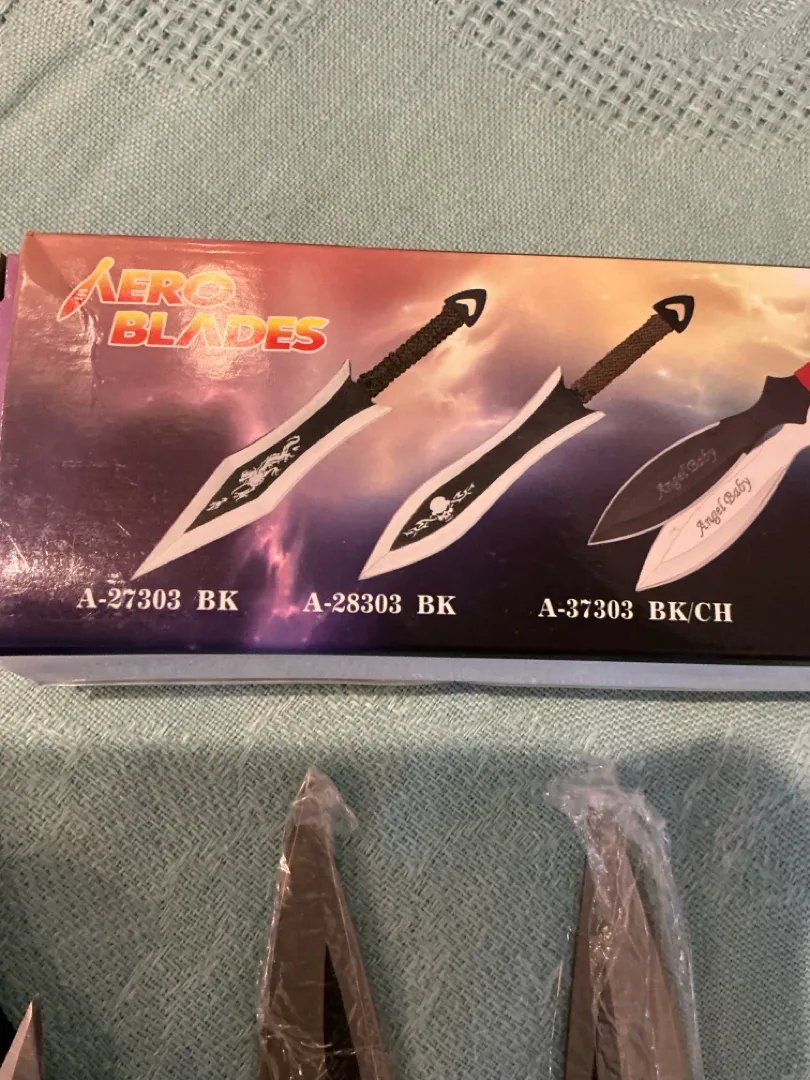 AERO
BLADES
Angel Baby
Angel Baby
A-27303 BK
A-28303 BK
A-37303 BK/CH